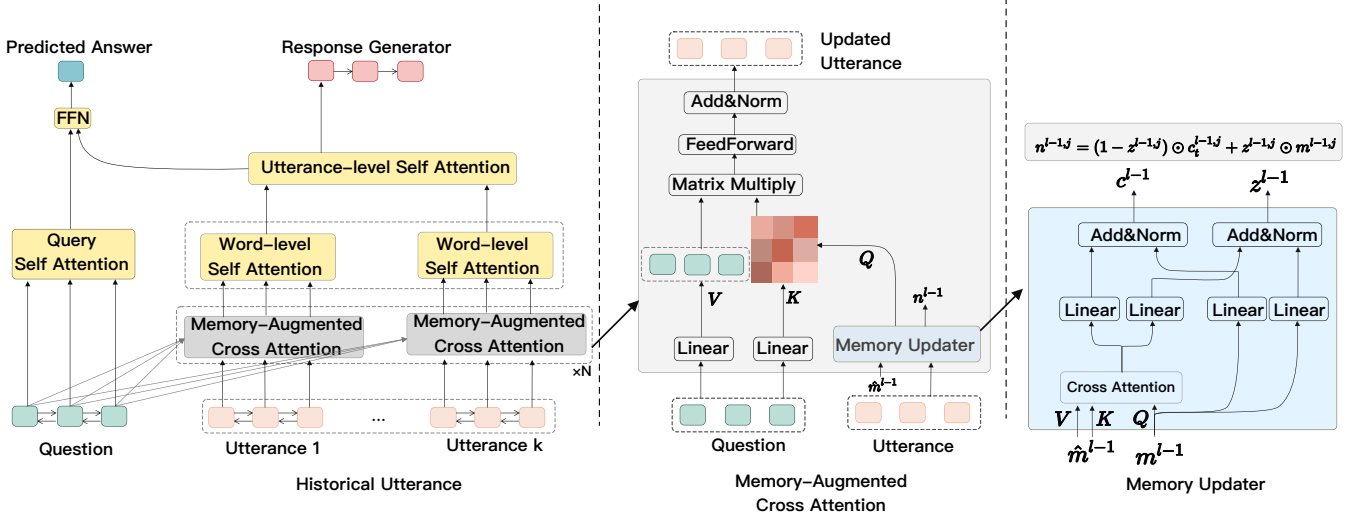 Predicted Answer
Response Generator
FFN
Utterance-level Self Attention
Query
Self Attention
Word-level
Self Attention
Word-level
Self Attention
Memory-Augmented
Cross Attention
Memory-Augmented
Cross Attention
×N
...
Question
Utterance 1
Utterance k
Historical Utterance
Updated
Utterance
Add&Norm
FeedForward
Matrix Multiply
Q
V
K
n^{l-1}
Linear
Linear
Memory Updater
m̂^{l-1}
Question
Utterance
Memory-Augmented
Cross Attention
n^{l-1,j} = (1 − z^{l-1,j}) ⊙ c_t^{l-1,j} + z^{l-1,j} ⊙ m^{l-1,j}
c^{l-1}
z^{l-1}
Add&Norm
Add&Norm
Linear
Linear
Linear
Linear
Cross Attention
V
K
Q
m̂^{l-1}
m^{l-1}
Memory Updater